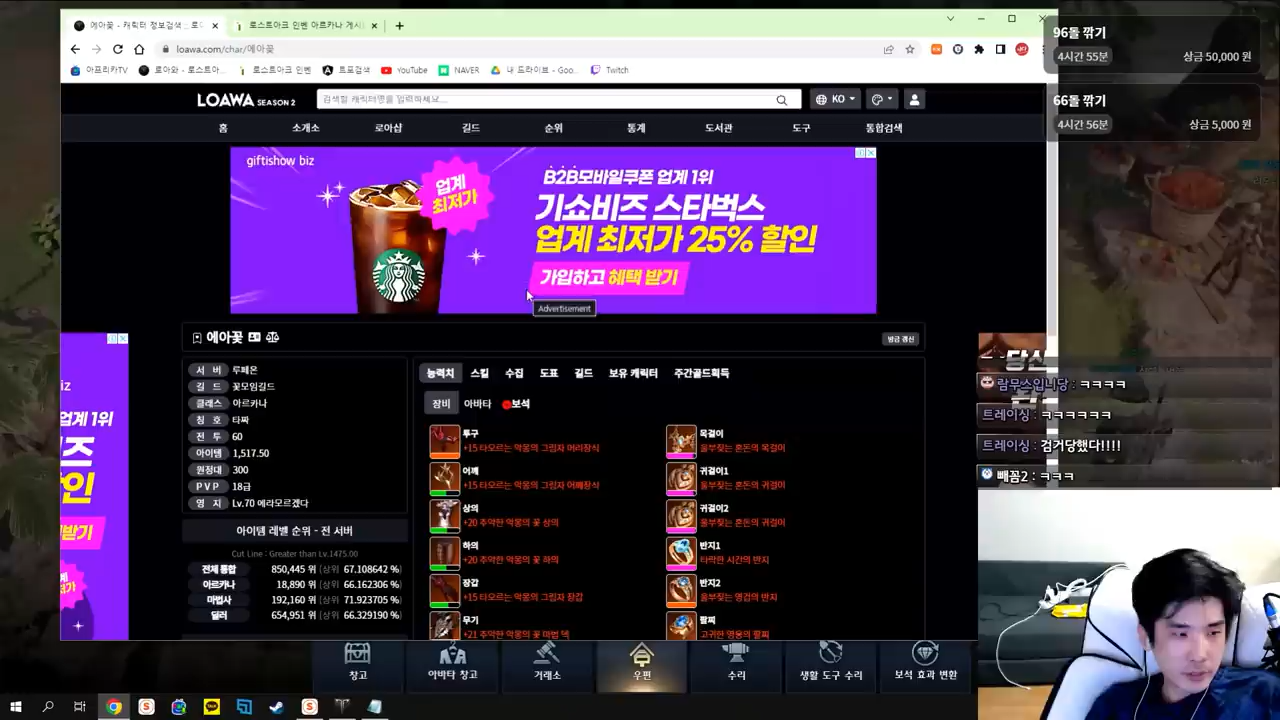 에아꽃 - 캐릭터 정보검색 :: 로
로스트아크 인벤 아르카나 게시
loawa.com/char/에아꽃
아프리카TV
로아와 - 로스트아...
로스트아크 인벤
트포검색
YouTube
NAVER
내 드라이브 - Goo...
Twitch
96돌 깎기
4시간 55분
상금 50,000 원
66돌 깎기
4시간 56분
상금 5,000 원
LOAWA SEASON 2
검색할 캐릭터명을 입력하세요...
KO
홈
소개소
로아샵
길드
순위
통계
도서관
도구
통합검색
giftishow biz
업계
최저가
B2B모바일쿠폰 업계 1위
기쇼비즈 스타벅스
업계 최저가 25% 할인
가입하고 혜택 받기
Advertisement
에아꽃
방금 갱신
서 버 루페온
길 드 꽃모임길드
클래스 아르카나
칭 호 타짜
전 투 60
아이템 1,517.50
원정대 300
P V P 18급
영 지 Lv.70 에라모르겠다
아이템 레벨 순위 - 전 서버
Cut Line : Greater than Lv.1475.00
전체 통합 850,445 위 (상위 67.108642 %)
아르카나 18,890 위 (상위 66.162306 %)
마법사 192,160 위 (상위 71.923705 %)
딜러 654,951 위 (상위 66.329190 %)
능력치
스킬
수집
도표
길드
보유 캐릭터
주간골드획득
장비
아바타
보석
투구
+15 타오르는 악몽의 그림자 머리장식
어깨
+15 타오르는 악몽의 그림자 어깨장식
상의
+20 추악한 악몽의 꽃 상의
하의
+20 추악한 악몽의 꽃 하의
장갑
+15 타오르는 악몽의 그림자 장갑
무기
+21 추악한 악몽의 꽃 마법 덱
목걸이
울부짖는 혼돈의 목걸이
귀걸이1
울부짖는 혼돈의 귀걸이
귀걸이2
울부짖는 혼돈의 귀걸이
반지1
타락한 시간의 반지
반지2
울부짖는 영겁의 반지
팔찌
고귀한 영웅의 팔찌
biz
업계 1위
람무스입니당 : ㅋㅋㅋㅋ
트레이싱 : ㅋㅋㅋㅋㅋㅋ
트레이싱 : 검거당했다!!!!
빼꼼2 : ㅋㅋㅋ
창고
아바타 창고
거래소
우편
수리
생활 도구 수리
보석 효과 변환